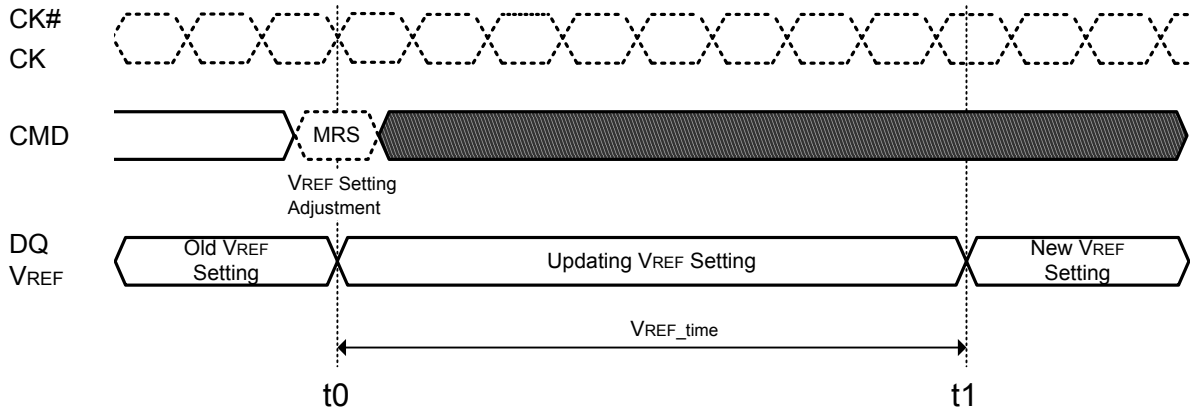 CK#
CK
CMD
MRS
VREF Setting
Adjustment
DQ
VREF
Old VREF
Setting
Updating VREF Setting
New VREF
Setting
VREF_time
t0
t1